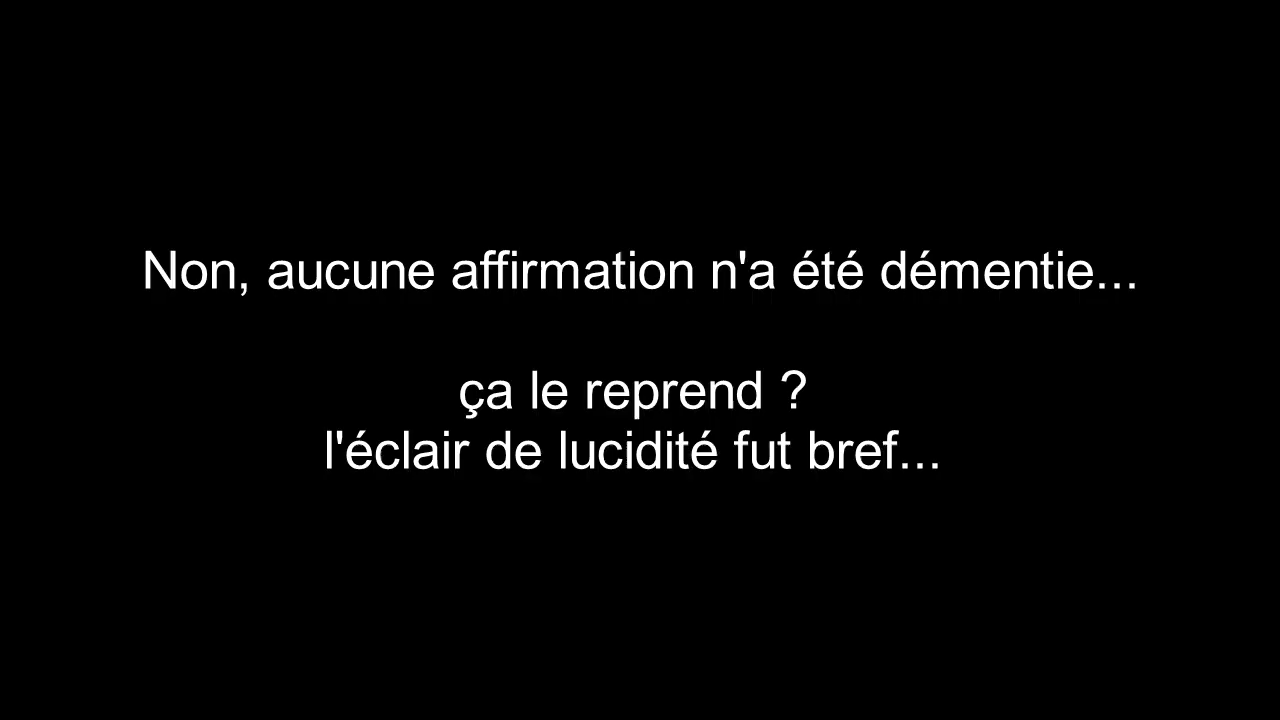 Non, aucune affirmation n'a été démentie...
ça le reprend ?
l'éclair de lucidité fut bref...